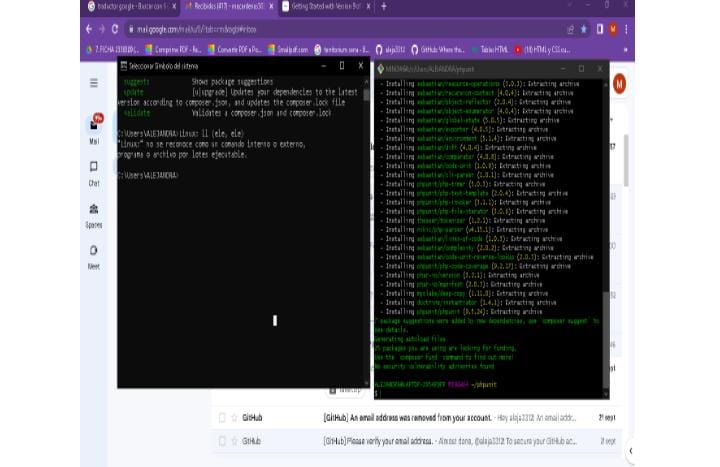 traductor google - Buscar con G
Getting Started with Version 9 of
mail.google.com/mail/u/0/?tab=rm&ogbl#inbox
Comprime PDF - Re...
Convertir PDF a Po...
Smallpdf.com
aleja3312
GitHub Where the...
Tablas HTML
(10) HTML y CSS cu...
M
Mail
Chat
Spaces
Meet
Seleccionar Símbolo del sistema
suggests Shows package suggestions
update [u|upgrade] Updates your dependencies to the latest
version according to composer.json, and updates the composer.lock file
validate Validates a composer.json and composer.lock
C:\Users\ALEJANDRA>Linux: ll (ele, ele)
"Linux:" no se reconoce como un comando interno o externo,
programa o archivo por lotes ejecutable.
C:\Users\ALEJANDRA>
MINGW64:/c/Users/ALEJANDRA/phpunit
- Installing sebastian/resource-operations (3.0.3): Extracting archive
- Installing sebastian/recursion-context (4.0.4): Extracting archive
- Installing sebastian/object-reflector (2.0.4): Extracting archive
- Installing sebastian/object-enumerator (4.0.4): Extracting archive
- Installing sebastian/global-state (5.0.5): Extracting archive
- Installing sebastian/exporter (4.0.5): Extracting archive
- Installing sebastian/environment (5.1.4): Extracting archive
- Installing sebastian/diff (4.0.4): Extracting archive
- Installing sebastian/comparator (4.0.8): Extracting archive
- Installing sebastian/code-unit (1.0.8): Extracting archive
- Installing sebastian/cli-parser (1.0.1): Extracting archive
- Installing phpunit/php-timer (5.0.3): Extracting archive
- Installing phpunit/php-text-template (2.0.4): Extracting archive
- Installing phpunit/php-invoker (3.1.1): Extracting archive
- Installing phpunit/php-file-iterator (3.0.6): Extracting archive
- Installing theseer/tokenizer (1.2.1): Extracting archive
- Installing nikic/php-parser (v4.15.1): Extracting archive
- Installing sebastian/lines-of-code (1.0.3): Extracting archive
- Installing sebastian/complexity (2.0.2): Extracting archive
- Installing sebastian/code-unit-reverse-lookup (2.0.3): Extracting archive
- Installing phpunit/php-code-coverage (9.2.17): Extracting archive
- Installing phar-io/version (3.2.1): Extracting archive
- Installing phar-io/manifest (2.0.3): Extracting archive
- Installing myclabs/deep-copy (1.11.0): Extracting archive
- Installing doctrine/instantiator (1.4.1): Extracting archive
- Installing phpunit/phpunit (9.5.24): Extracting archive
package suggestions were added by new dependencies, use `composer suggest` to
see details.
Generating autoload files
25 packages you are using are looking for funding.
Use the `composer fund` command to find out more!
No security vulnerability advisories found
MINGW64 ~/phpunit
$
GitHub [GitHub] An email address was removed from your account. - Hey aleja3312! An email addr... 21 sept
GitHub [GitHub] Please verify your email address. - Almost done, @aleja3312! To secure your GitHub ac... 21 sept